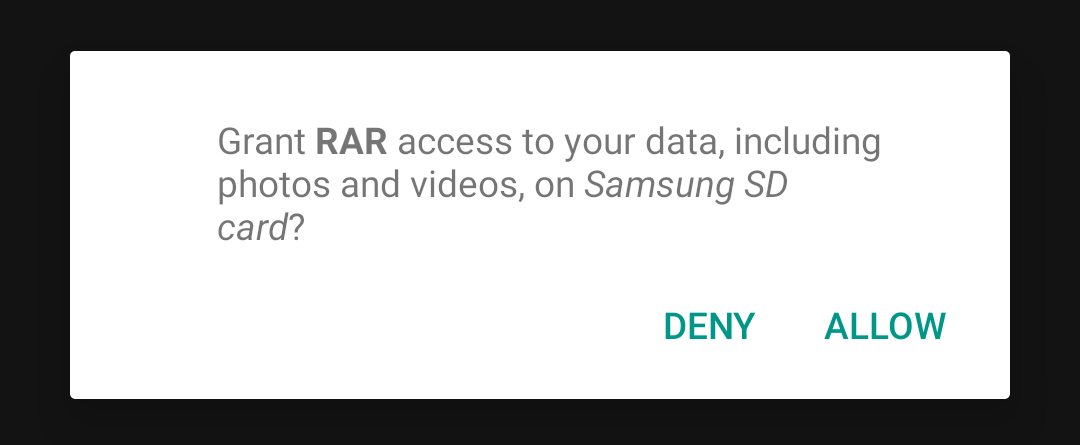 Grant RAR access to your data, including
photos and videos, on Samsung SD
card?
DENY ALLOW